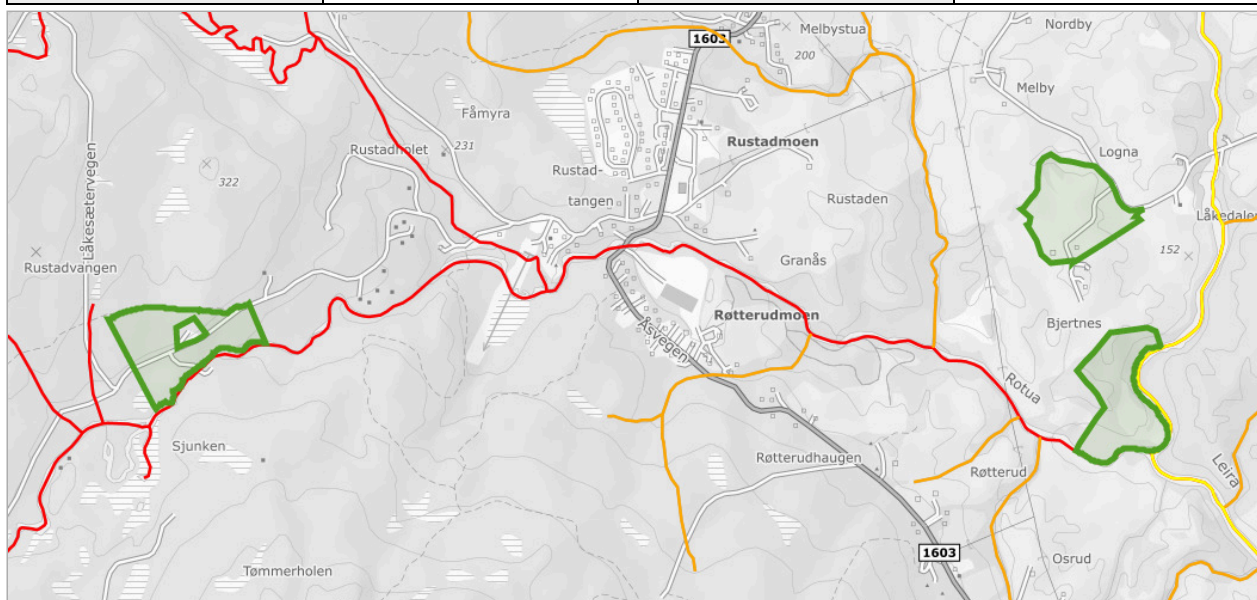 Nordby
Melbystua
1603
200
Melby
Fåmyra
Rustadmoen
Logna
Rustadholet
231
Rustad-
tangen
322
Rustaden
Låkesætervegen
Låkedalen
152
Granås
Rustadvangen
Røtterudmoen
Bjertnes
Åsvegen
Rotua
Sjunken
Røtterudhaugen
Røtterud
Leira
1603
Osrud
Tømmerholen